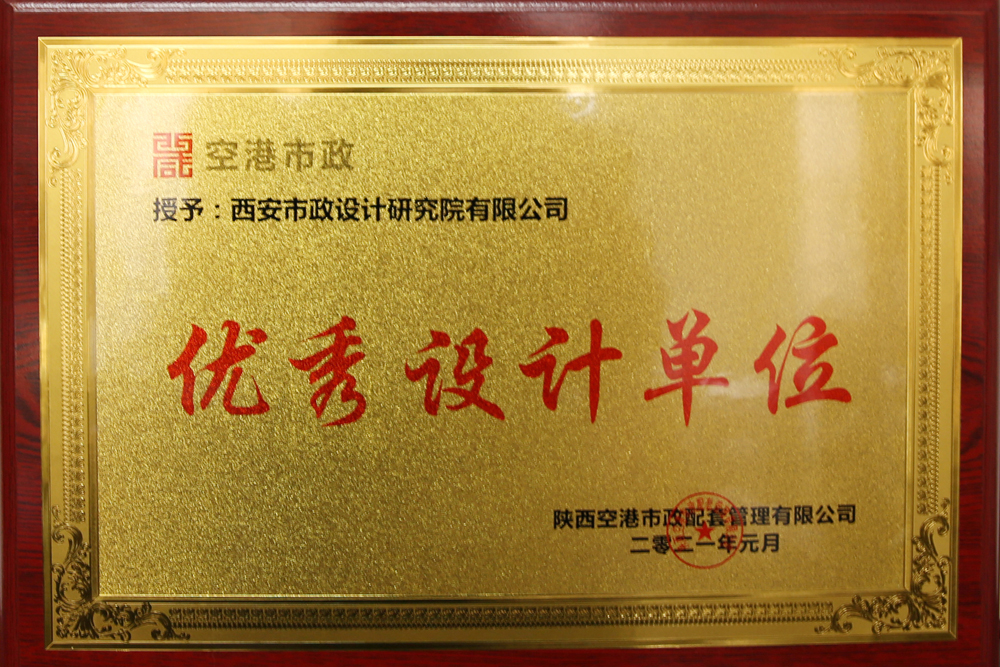 空港市政
授予：西安市政设计研究院有限公司
优秀设计单位
陕西空港市政配套管理有限公司
二零二一年元月